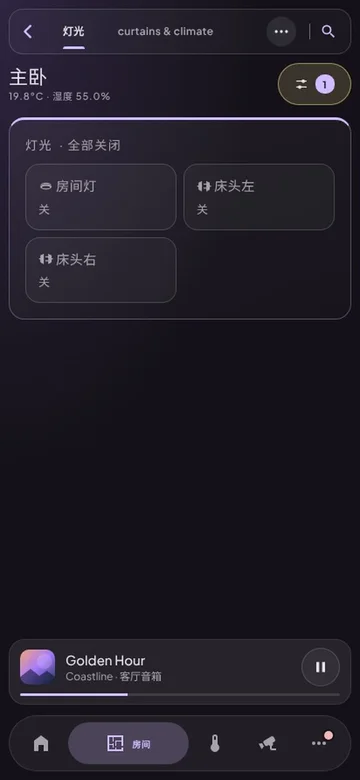 灯光
curtains & climate
主卧
19.8°C · 湿度 55.0%
1
灯光 · 全部关闭
房间灯
关
床头左
关
床头右
关
Golden Hour
Coastline · 客厅音箱
房间